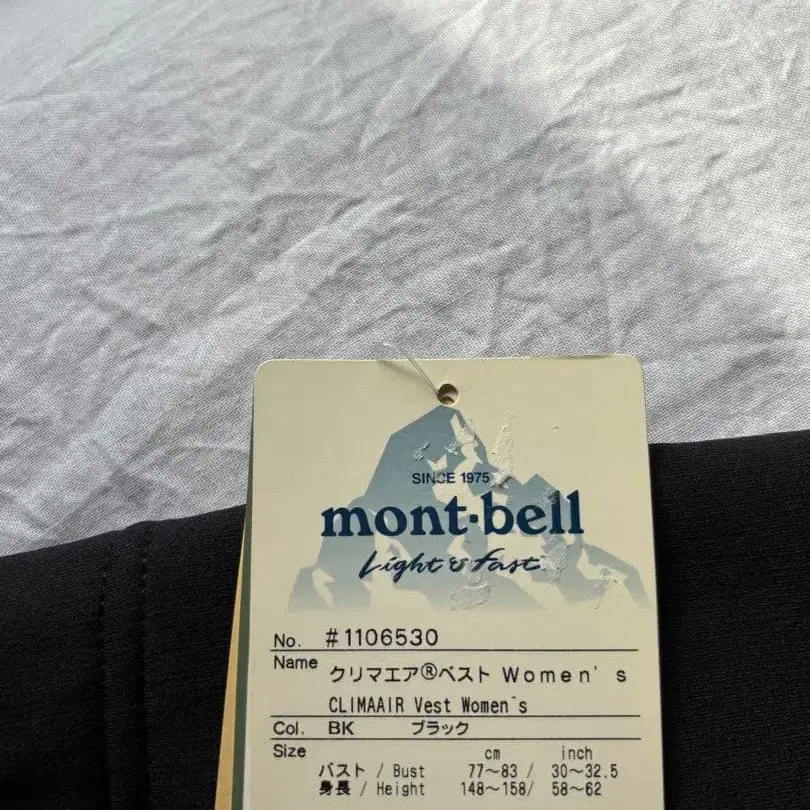 SINCE 1975
mont-bell
Light & Fast
No. #1106530
Name クリマエア®ベスト Women's
CLIMAAIR Vest Women's
Col. BK ブラック
Size cm inch
バスト / Bust 77～83 / 30～32.5
身長 / Height 148～158/ 58～62